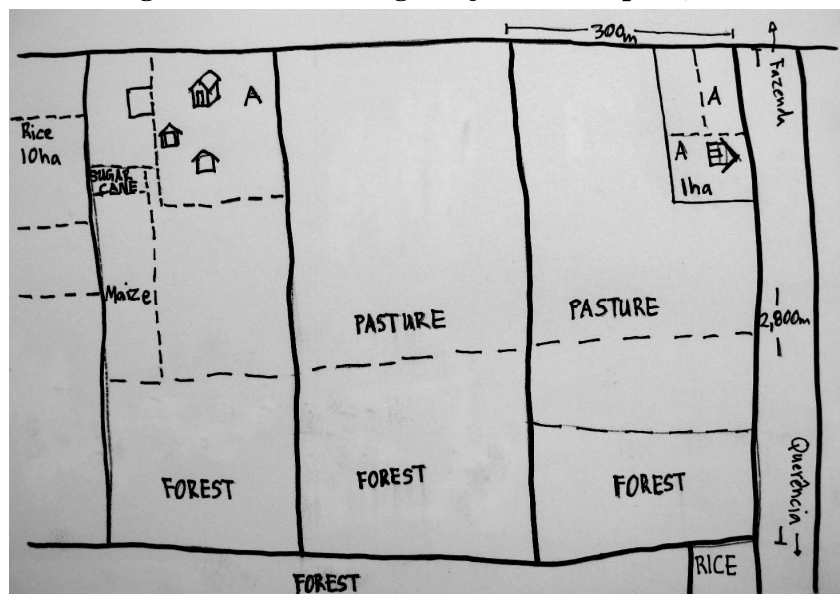 300m
Fazenda
A
A
A
1ha
Rice
10ha
SUGAR
CANE
Maize
PASTURE
PASTURE
2,800m
FOREST
FOREST
FOREST
Querência
RICE
FOREST